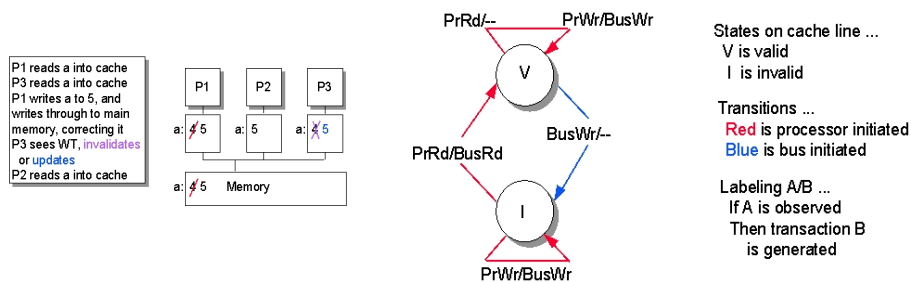 P1 reads a into cache
P3 reads a into cache
P1 writes a to 5, and
writes through to main
memory, correcting it
P3 sees WT, invalidates
or updates
P2 reads a into cache
P1
P2
P3
a: 4 5
a: 5
a: 4 5
a: 4 5 Memory
PrRd/--
PrWr/BusWr
V
BusWr/--
PrRd/BusRd
I
PrWr/BusWr
States on cache line ...
V is valid
I is invalid
Transitions ...
Red is processor initiated
Blue is bus initiated
Labeling A/B ...
If A is observed
Then transaction B
is generated